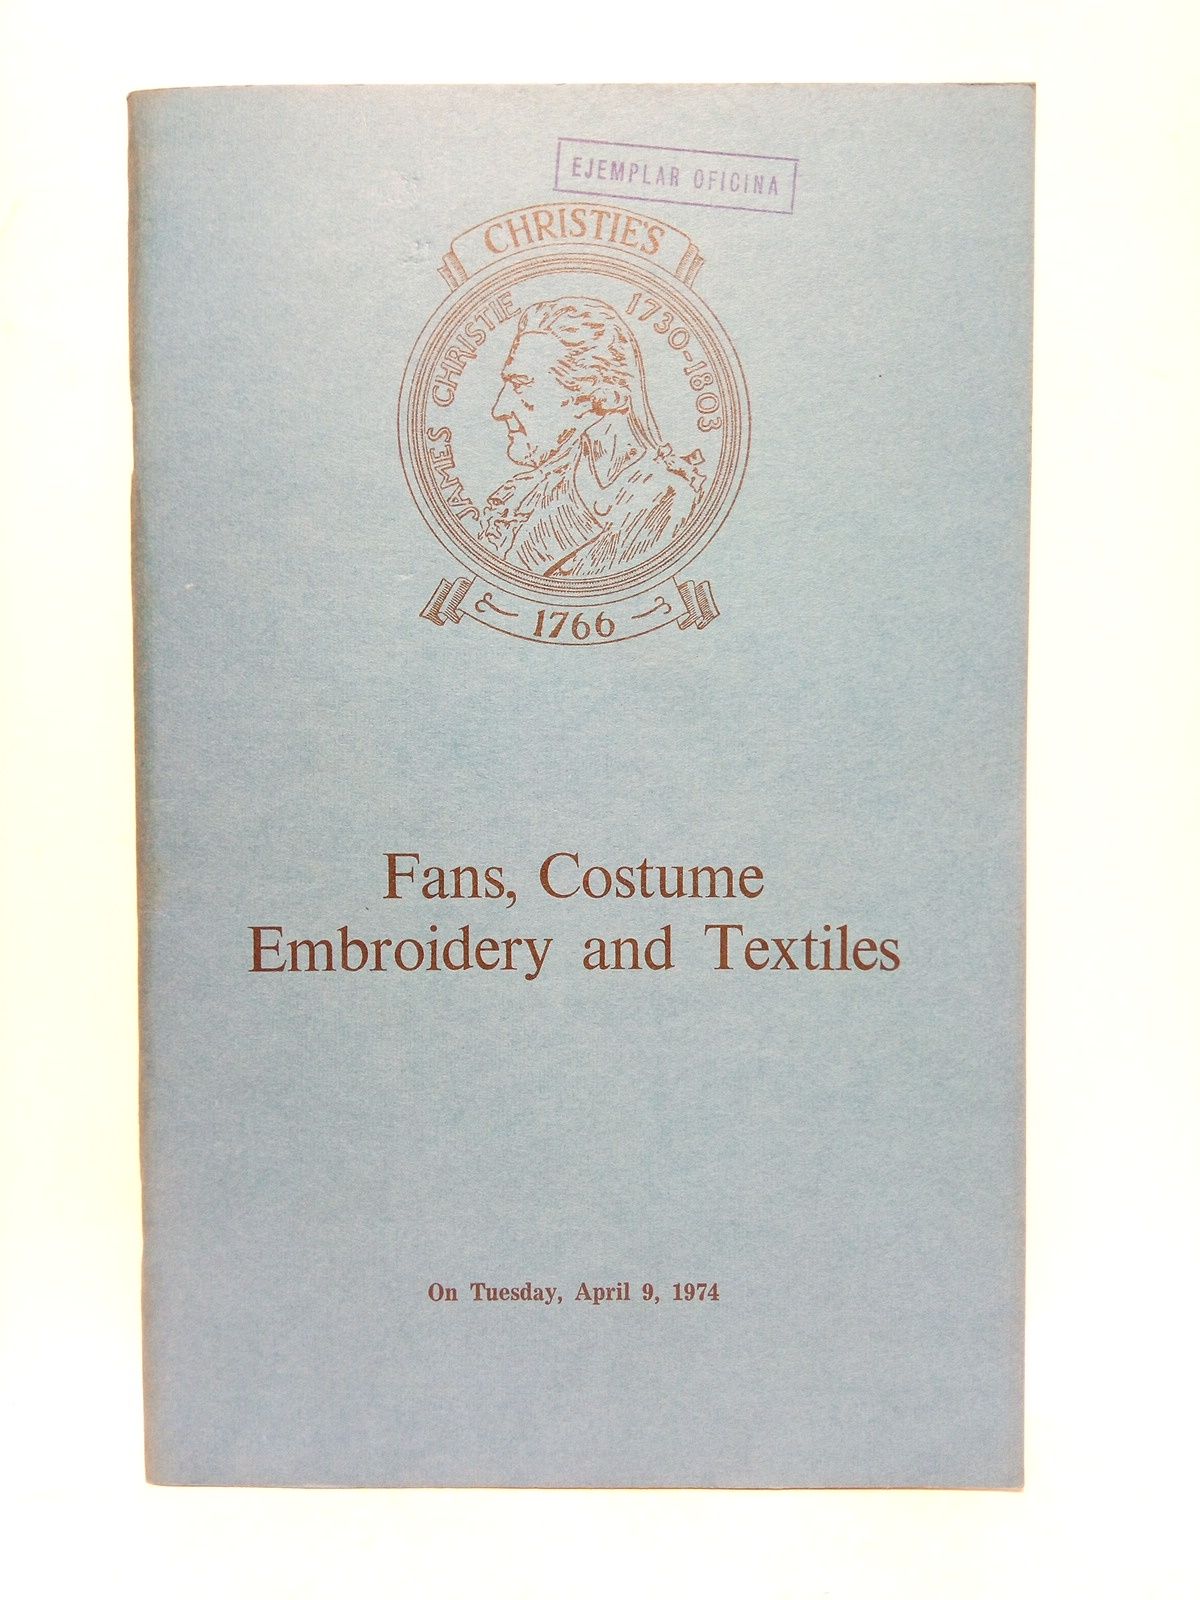 EJEMPLAR OFICINA
CHRISTIE'S
JAMES CHRISTIE 1730-1803
1766
Fans, Costume
Embroidery and Textiles
On Tuesday, April 9, 1974